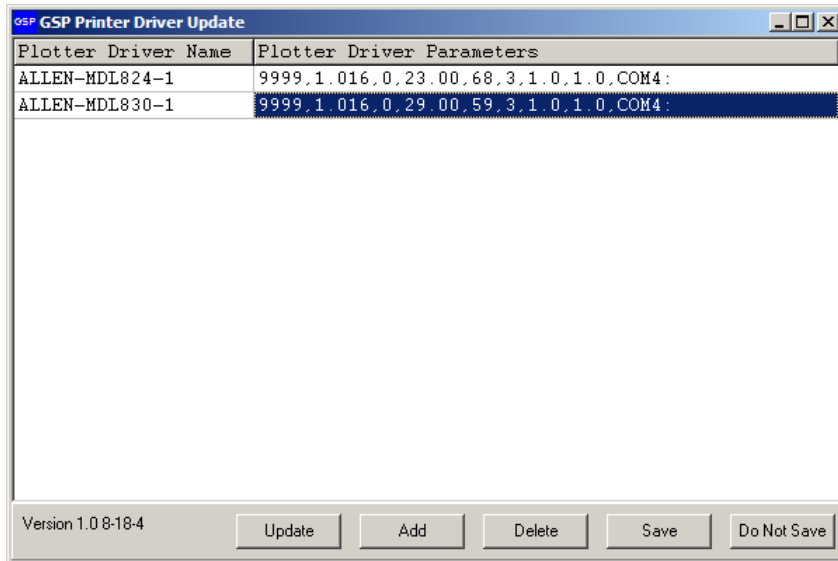 GSP GSP Printer Driver Update
Plotter Driver Name Plotter Driver Parameters
ALLEN-MDL824-1 9999,1.016,0,23.00,68,3,1.0,1.0,COM4:
ALLEN-MDL830-1 9999,1.016,0,29.00,59,3,1.0,1.0,COM4:
Version 1.0 8-18-4 Update Add Delete Save Do Not Save